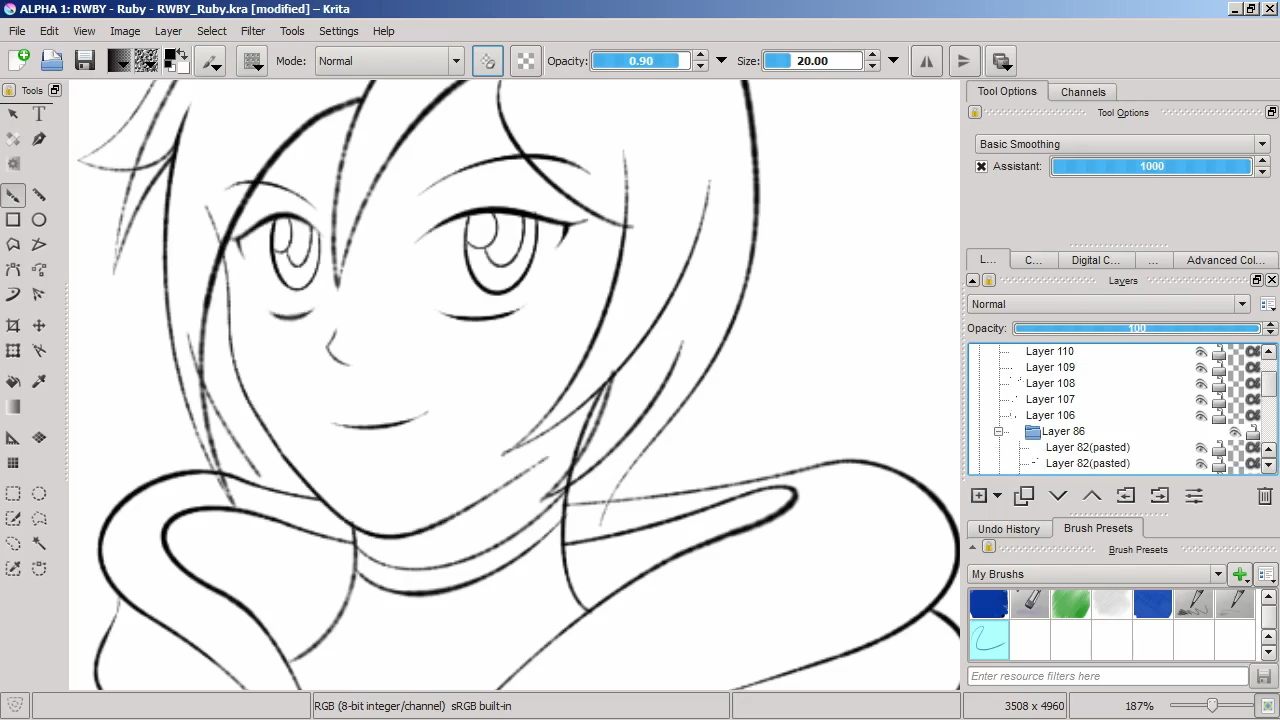 ALPHA 1: RWBY - Ruby - RWBY_Ruby.kra [modified] – Krita
File Edit View Image Layer Select Filter Tools Settings Help
Mode: Normal Opacity: 0.90 Size: 20.00
Tools
Tool Options Channels
Tool Options
Basic Smoothing
Assistant: 1000
L... C... Digital C... ... Advanced Col...
Layers
Normal
Opacity: 100
Layer 110
Layer 109
Layer 108
Layer 107
Layer 106
Layer 86
Layer 82(pasted)
Layer 82(pasted)
Undo History Brush Presets
Brush Presets
My Brushes
Enter resource filters here
RGB (8-bit integer/channel) sRGB built-in 3508 x 4960 187%